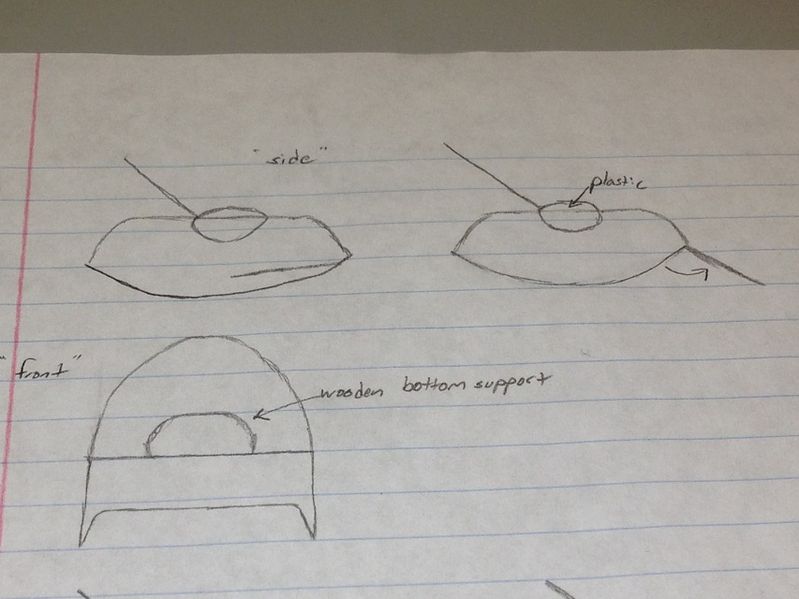 "side"
plastic
"front"
wooden bottom support